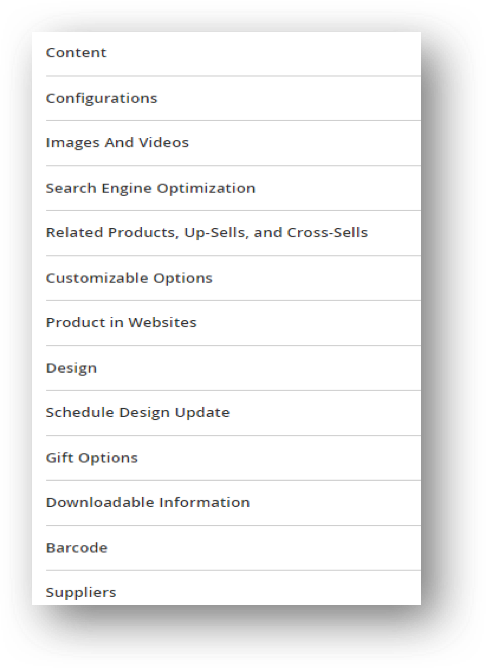 Content
Configurations
Images And Videos
Search Engine Optimization
Related Products, Up-Sells, and Cross-Sells
Customizable Options
Product in Websites
Design
Schedule Design Update
Gift Options
Downloadable Information
Barcode
Suppliers